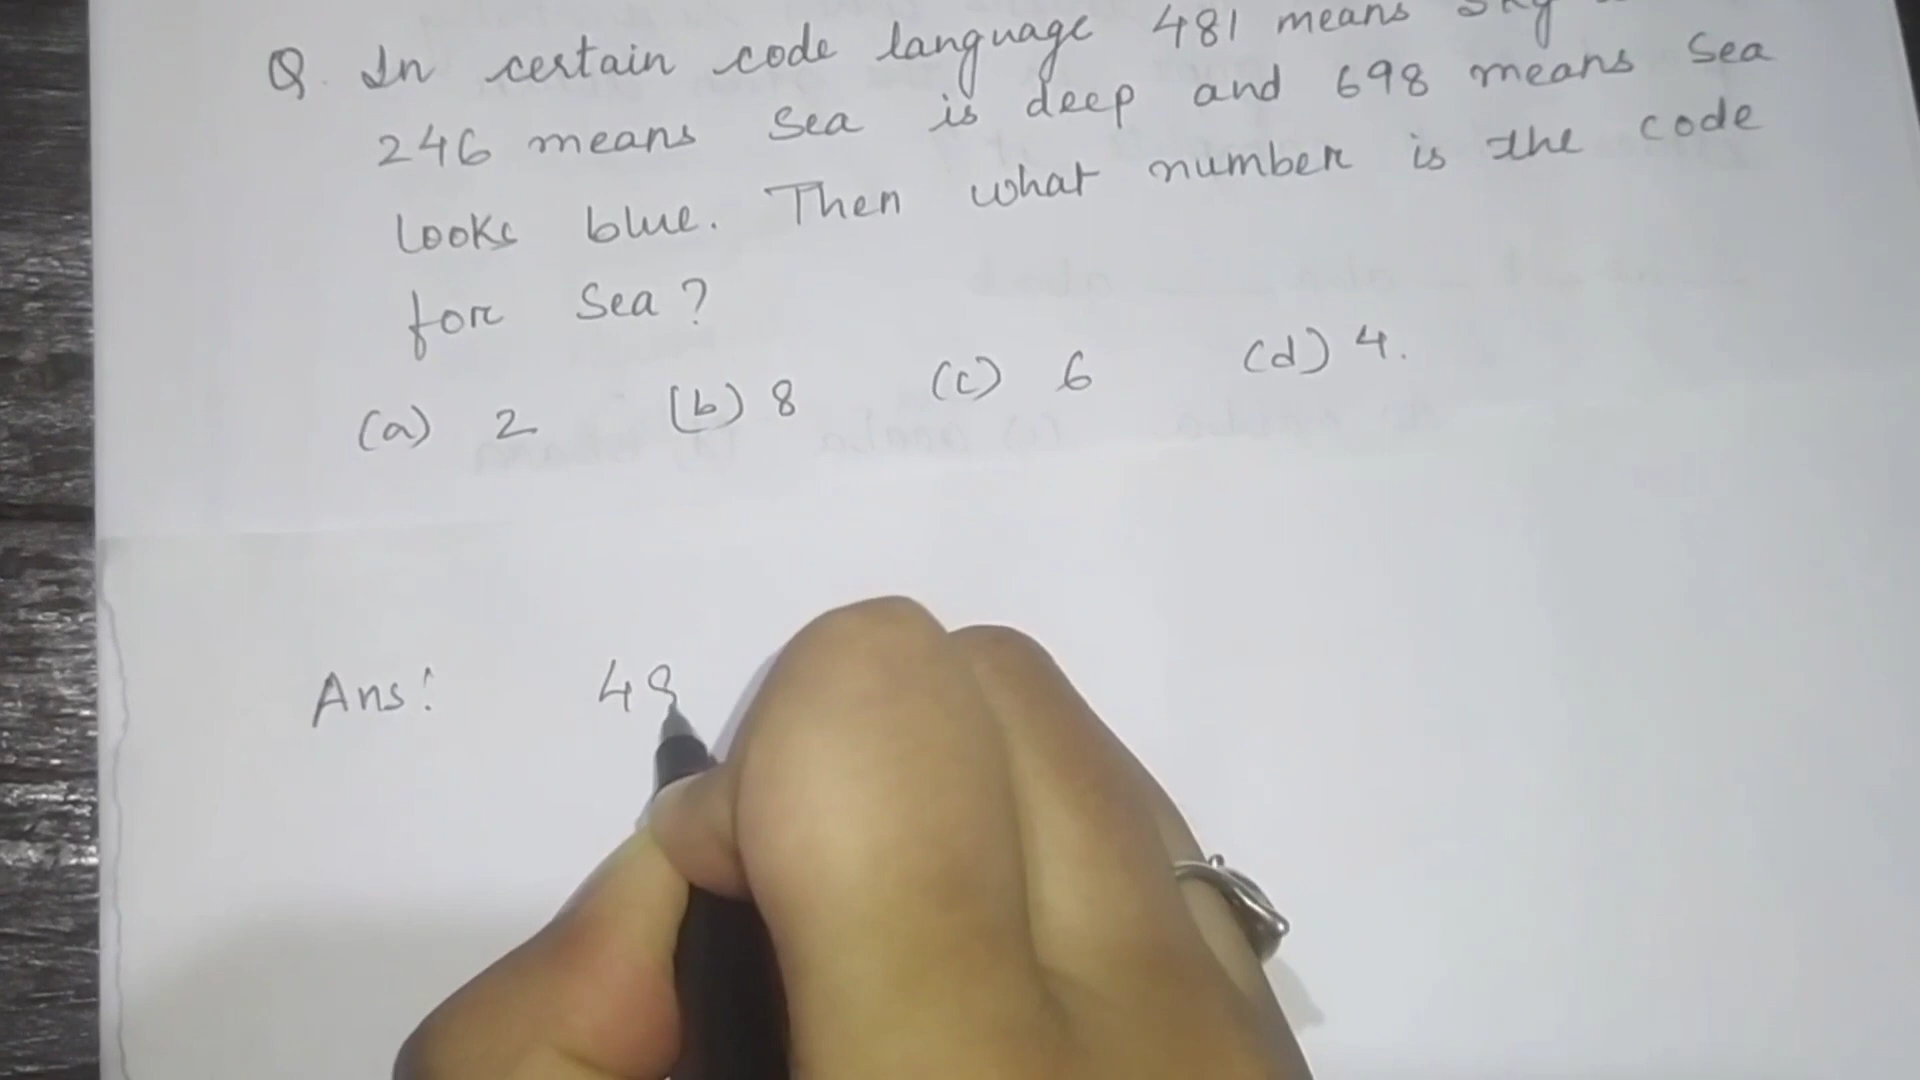 Q. In certain code language 481 means
246 means Sea is deep and 698 means Sea
looks blue. Then what number is the code
for Sea?
(a) 2 (b) 8 (c) 6 (d) 4.
Ans: 48